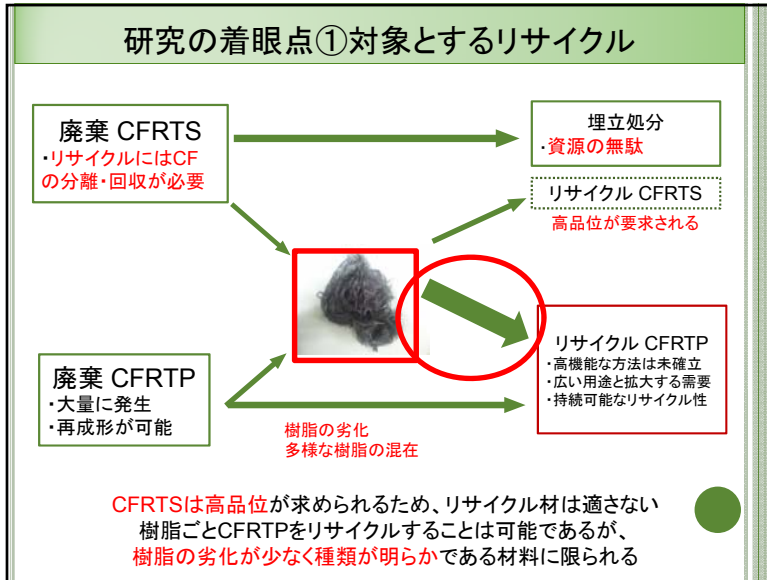 研究の着眼点①対象とするリサイクル
廃棄 CFRTS
・リサイクルにはCF
の分離・回収が必要
埋立処分
・資源の無駄
リサイクル CFRTS
高品位が要求される
リサイクル CFRTP
・高機能な方法は未確立
・広い用途と拡大する需要
・持続可能なリサイクル性
廃棄 CFRTP
・大量に発生
・再成形が可能
樹脂の劣化
多様な樹脂の混在
CFRTSは高品位が求められるため、リサイクル材は適さない
樹脂ごとCFRTPをリサイクルすることは可能であるが、
樹脂の劣化が少なく種類が明らかである材料に限られる